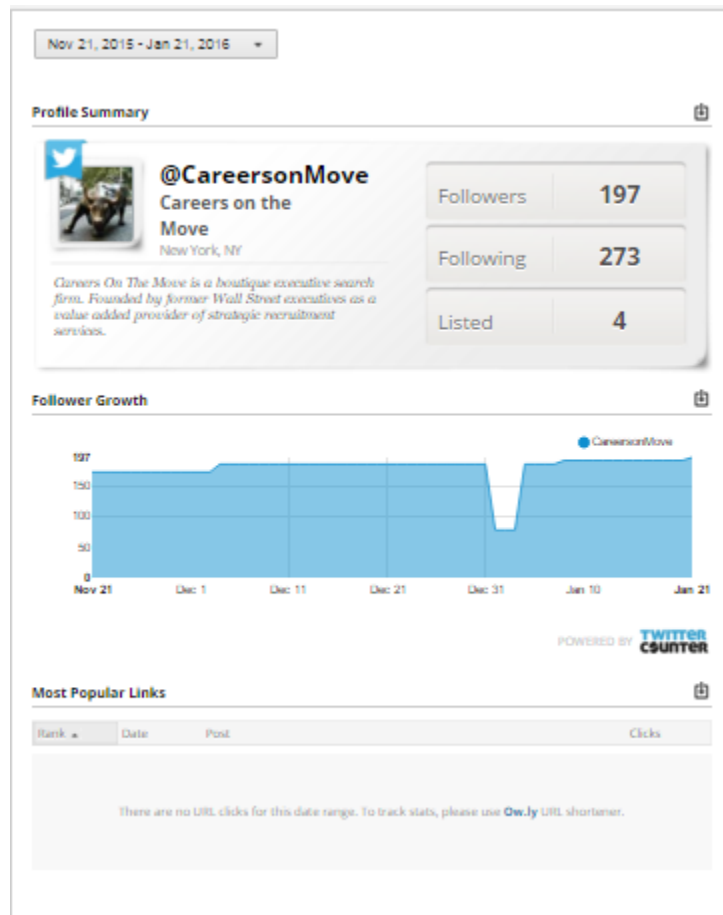 Nov 21, 2015 - Jan 21, 2016
Profile Summary
@CareersonMove
Careers on the
Move
New York, NY
Careers On The Move is a boutique executive search
firm. Founded by former Wall Street executives as a
value added provider of strategic recruitment
services.
Followers 197
Following 273
Listed 4
Follower Growth
CareersonMove
197
150
100
50
0
Nov 21 Dec 1 Dec 11 Dec 21 Dec 31 Jan 10 Jan 21
POWERED BY TWITTER COUNTER
Most Popular Links
Rank Date Post Clicks
There are no URL clicks for this date range. To track stats, please use Ow.ly URL shortener.